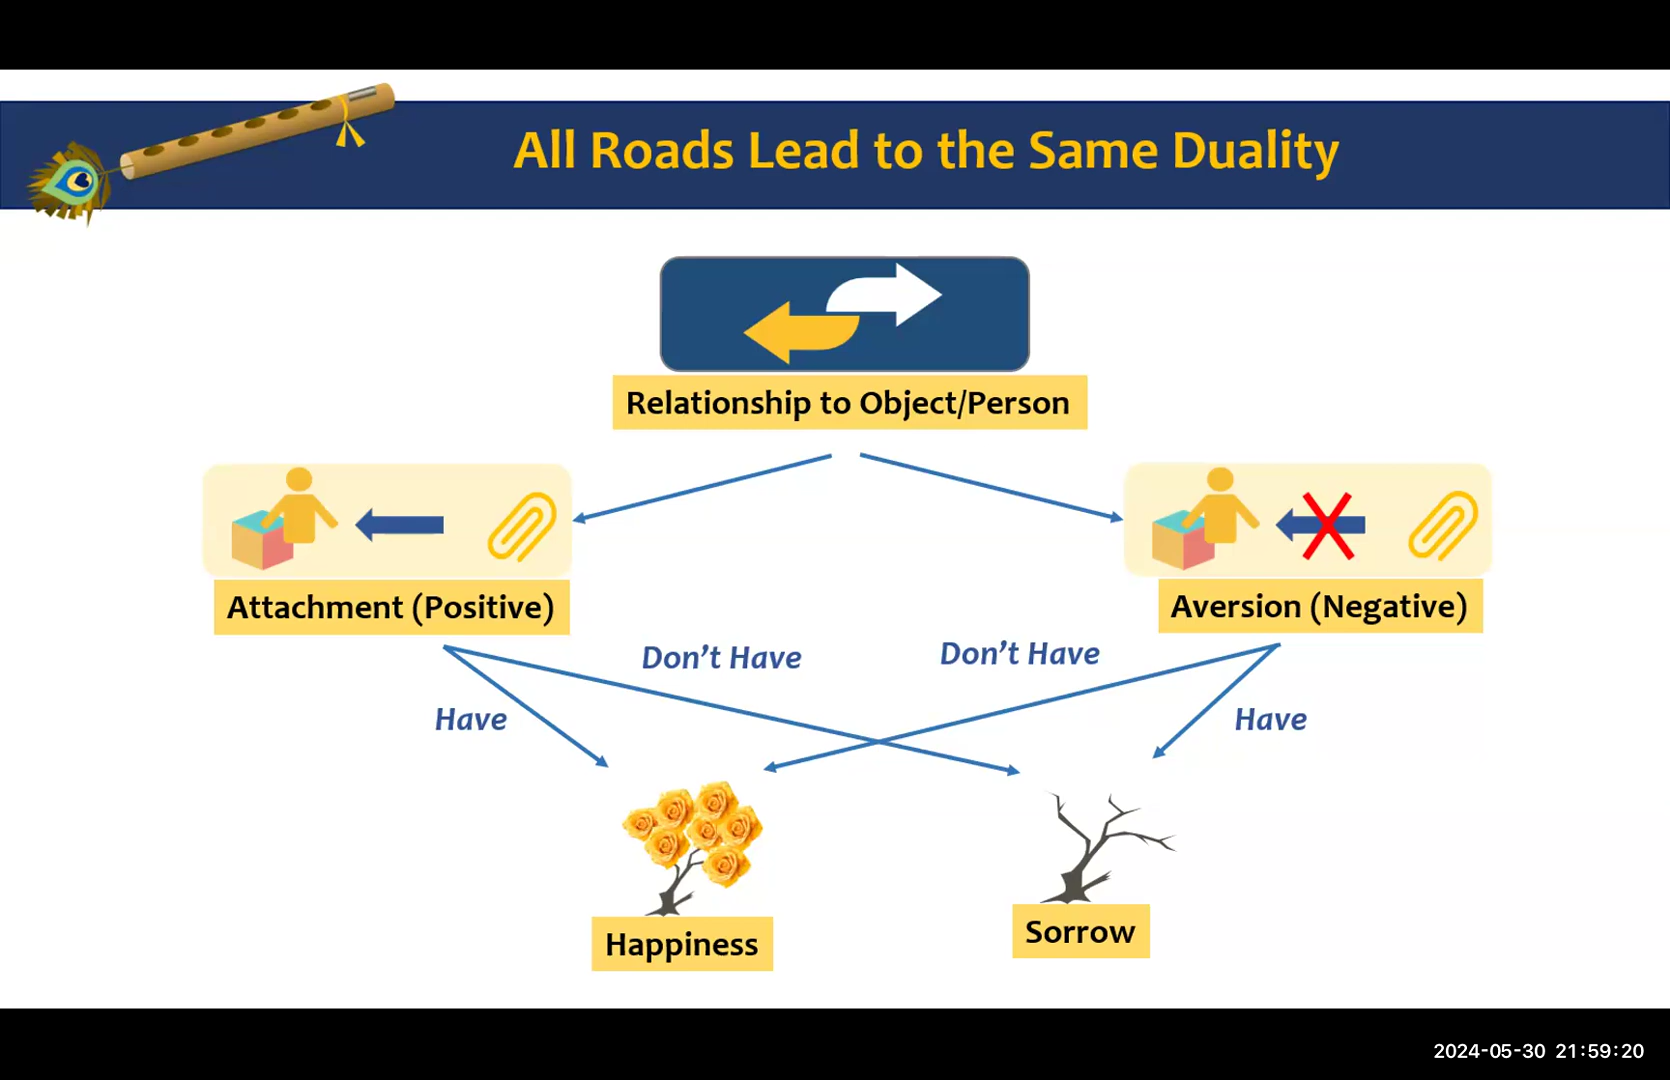 All Roads Lead to the Same Duality
Relationship to Object/Person
Attachment (Positive)
Aversion (Negative)
Don't Have
Don't Have
Have
Have
Happiness
Sorrow
2024-05-30 21:59:20